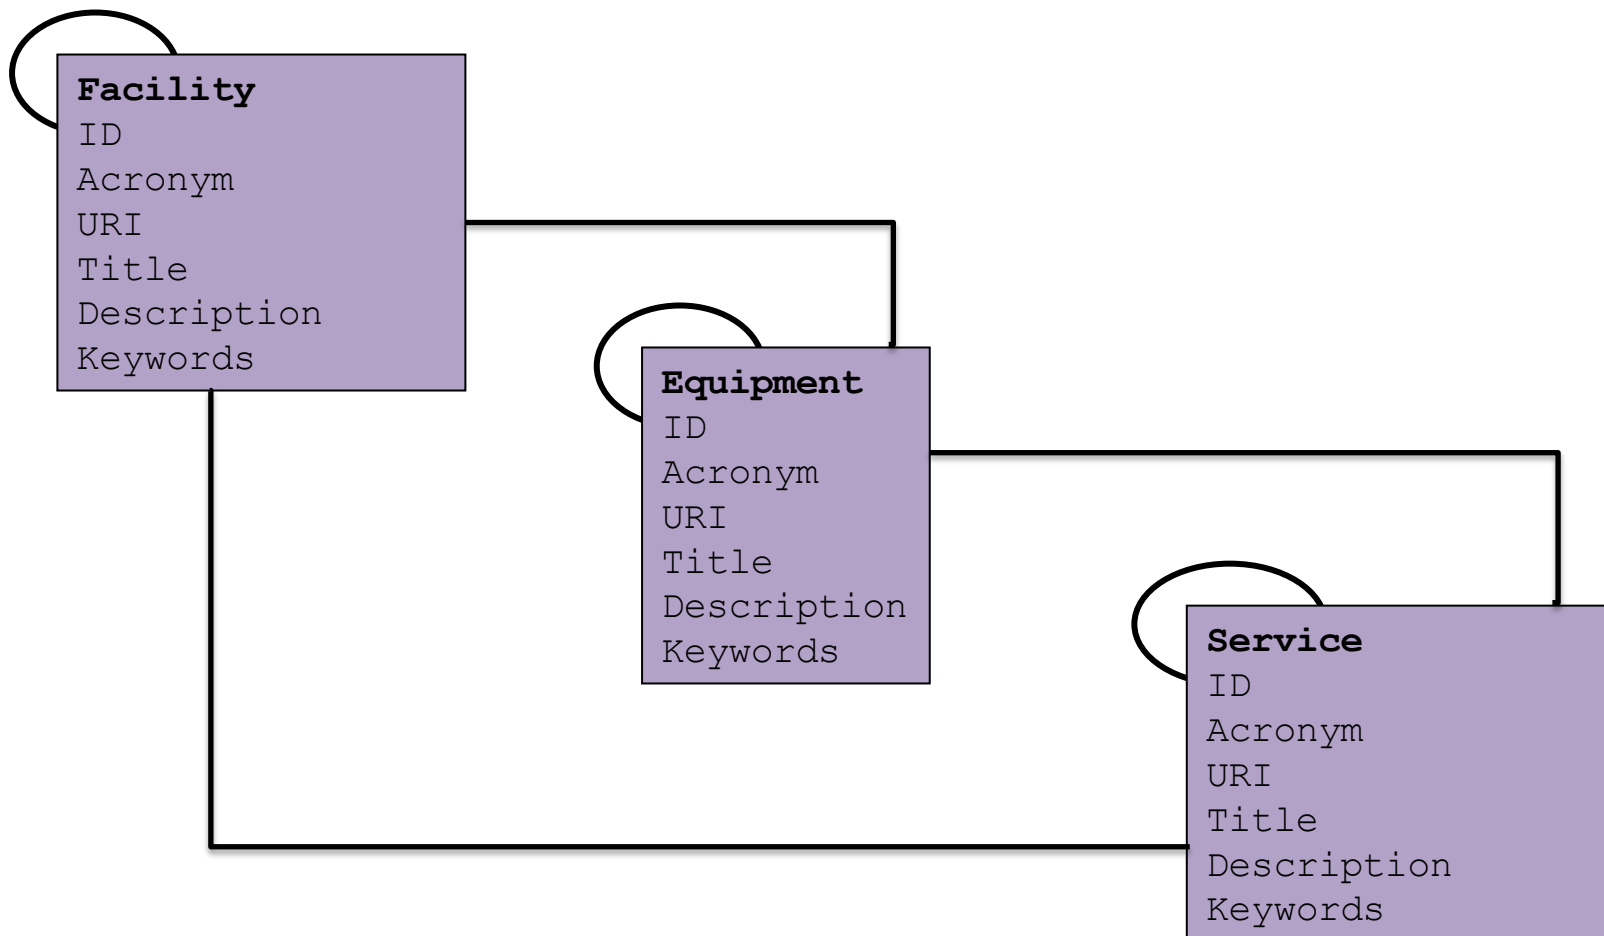 Facility
ID
Acronym
URI
Title
Description
Keywords
Equipment
ID
Acronym
URI
Title
Description
Keywords
Service
ID
Acronym
URI
Title
Description
Keywords